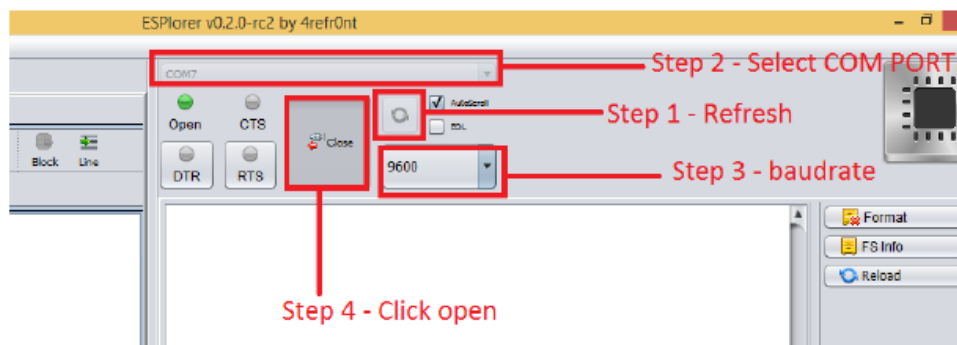 ESPlorer v0.2.0-rc2 by 4refr0nt
COM7
Step 2 - Select COM PORT
Open
CTS
Close
AutoScroll
EOL
Step 1 - Refresh
Block
Line
DTR
RTS
9600
Step 3 - baudrate
Format
FS Info
Reload
Step 4 - Click open